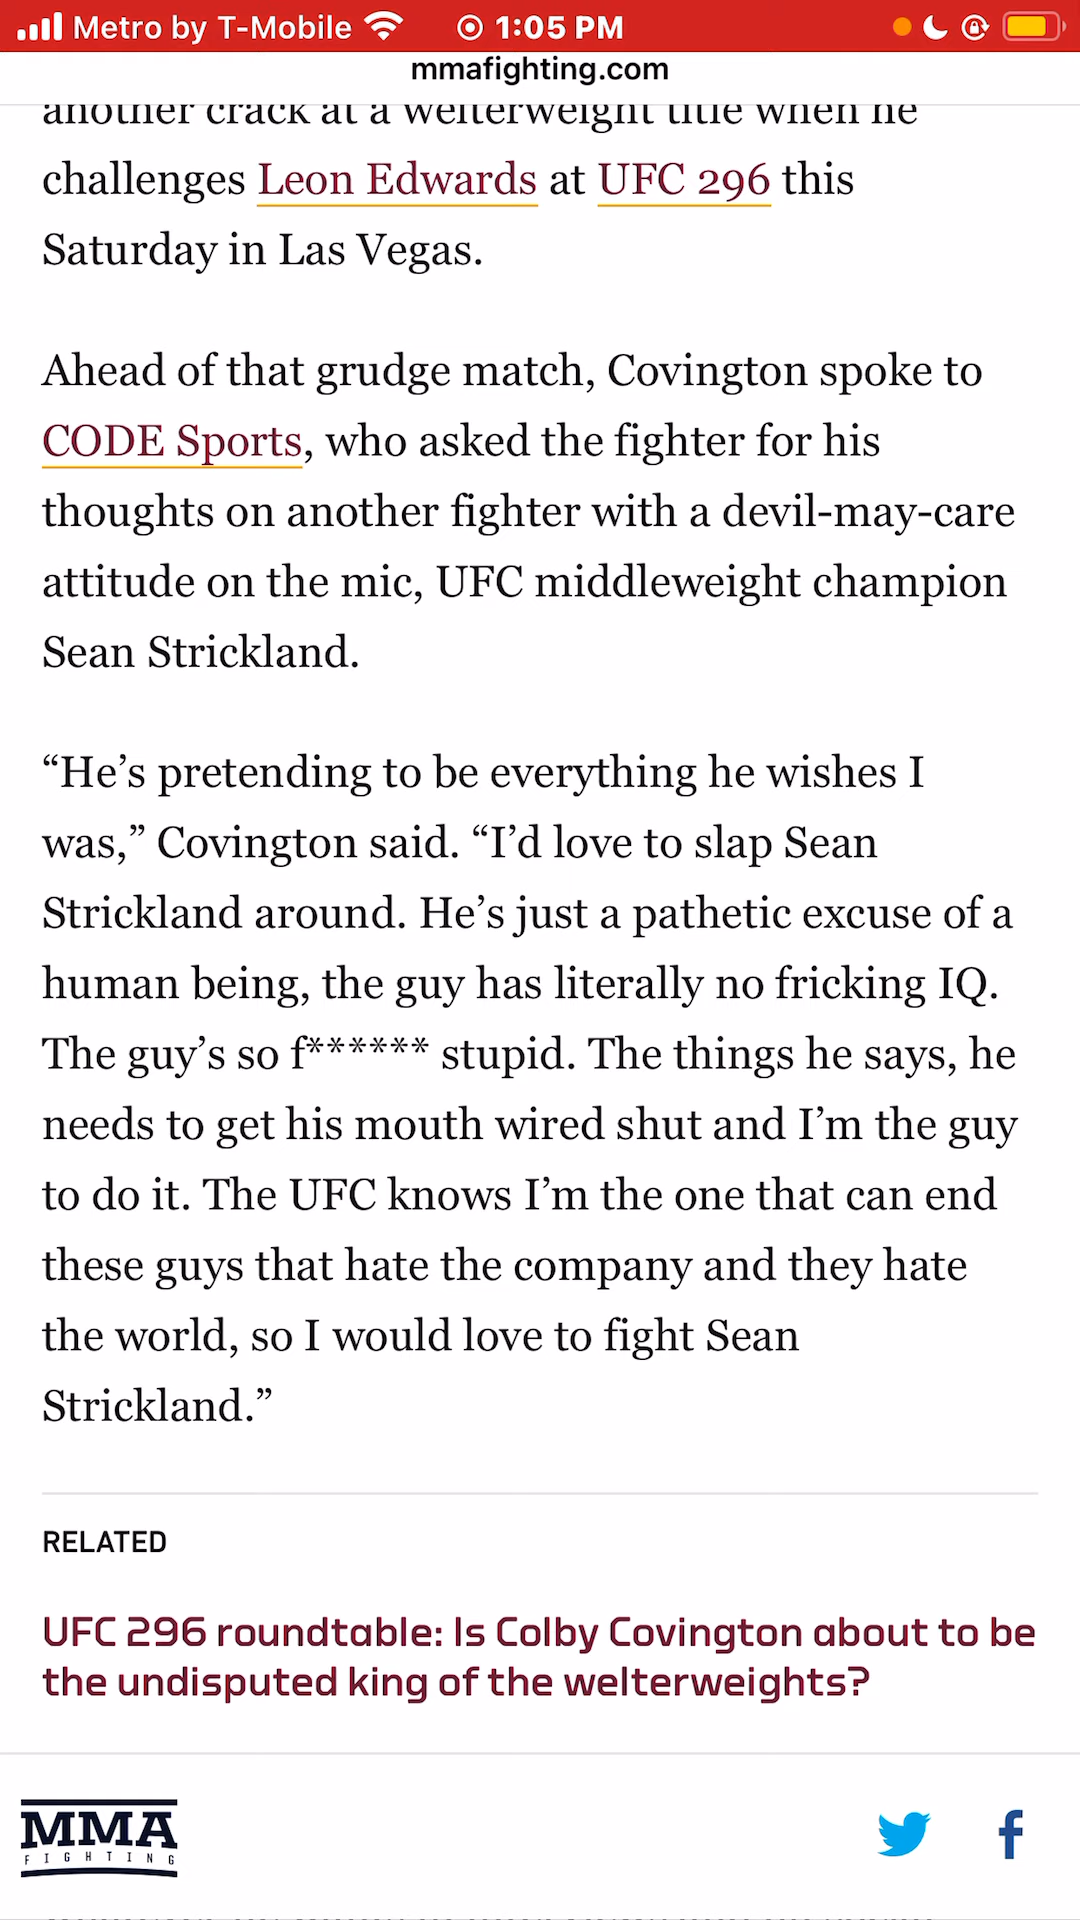 Metro by T-Mobile 1:05 PM
mmafighting.com
another crack at a welterweight title when he
challenges Leon Edwards at UFC 296 this
Saturday in Las Vegas.
Ahead of that grudge match, Covington spoke to
CODE Sports, who asked the fighter for his
thoughts on another fighter with a devil-may-care
attitude on the mic, UFC middleweight champion
Sean Strickland.
“He’s pretending to be everything he wishes I
was,” Covington said. “I’d love to slap Sean
Strickland around. He’s just a pathetic excuse of a
human being, the guy has literally no fricking IQ.
The guy’s so f****** stupid. The things he says, he
needs to get his mouth wired shut and I’m the guy
to do it. The UFC knows I’m the one that can end
these guys that hate the company and they hate
the world, so I would love to fight Sean
Strickland.”
RELATED
UFC 296 roundtable: Is Colby Covington about to be
the undisputed king of the welterweights?
MMA
FIGHTING